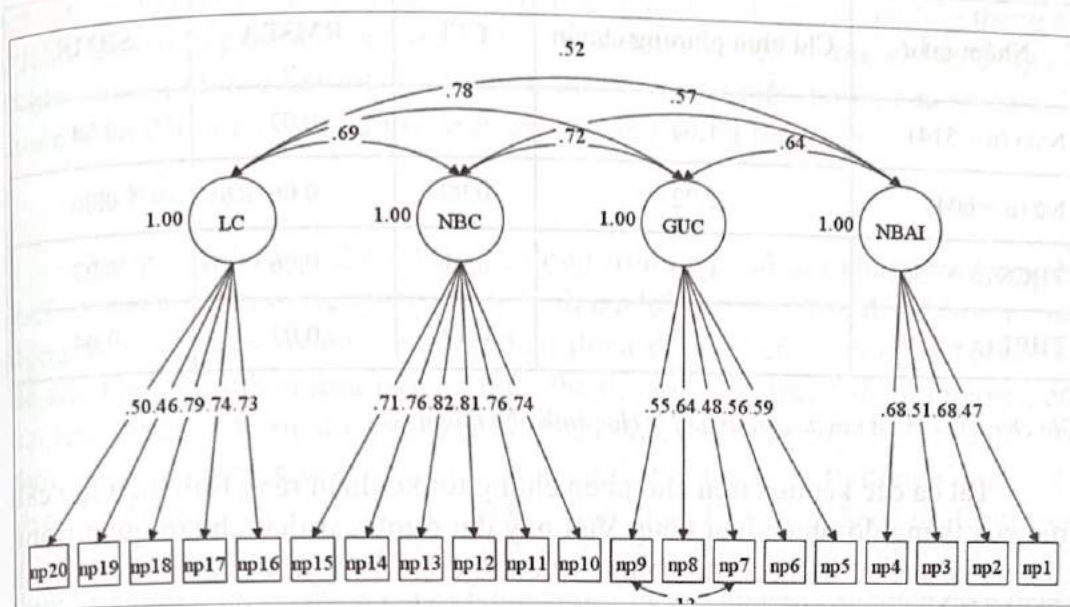 .52
.78 .57
.69 .72 .64
1.00 LC 1.00 NBC 1.00 GUC 1.00 NBAI
.50.46.79.74.73 .71.76.82.81.76.74 .55.64.48.56.59 .68.51.68.47
np20 np19 np18 np17 np16 np15 np14 np13 np12 np11 np10 np9 np8 np7 np6 np5 np4 np3 np2 np1